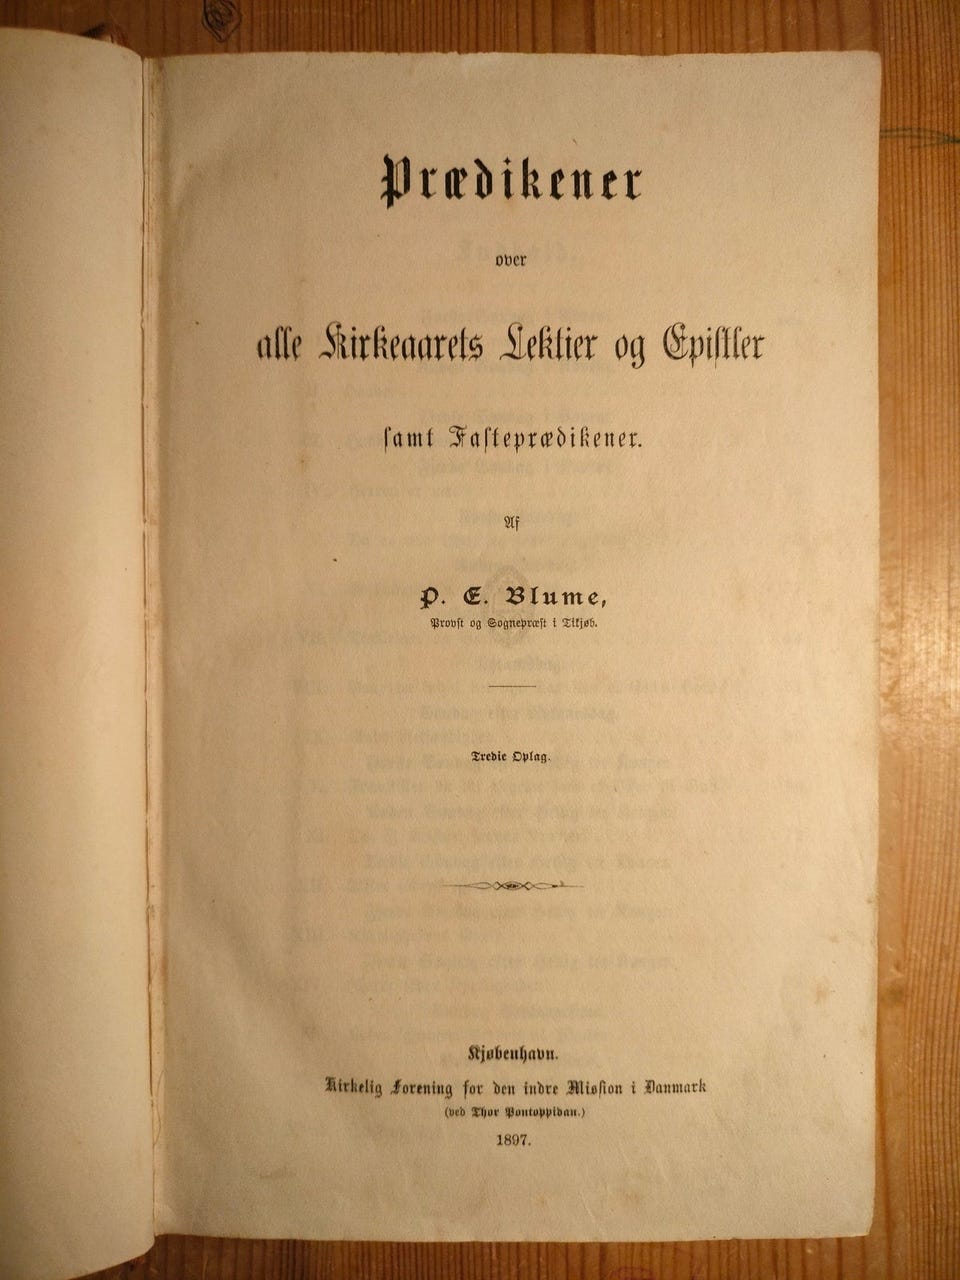 Prædikener
over
alle Kirkeaarets Lektier og Epistler
samt Fasteprædikener.
Af
P. E. Blume,
Provst og Sognepræst i Tikjøb.
Tredie Oplag.
Kjøbenhavn.
Kirkelig Forening for den indre Mission i Danmark
(ved Thor Pontoppidan.)
1897.